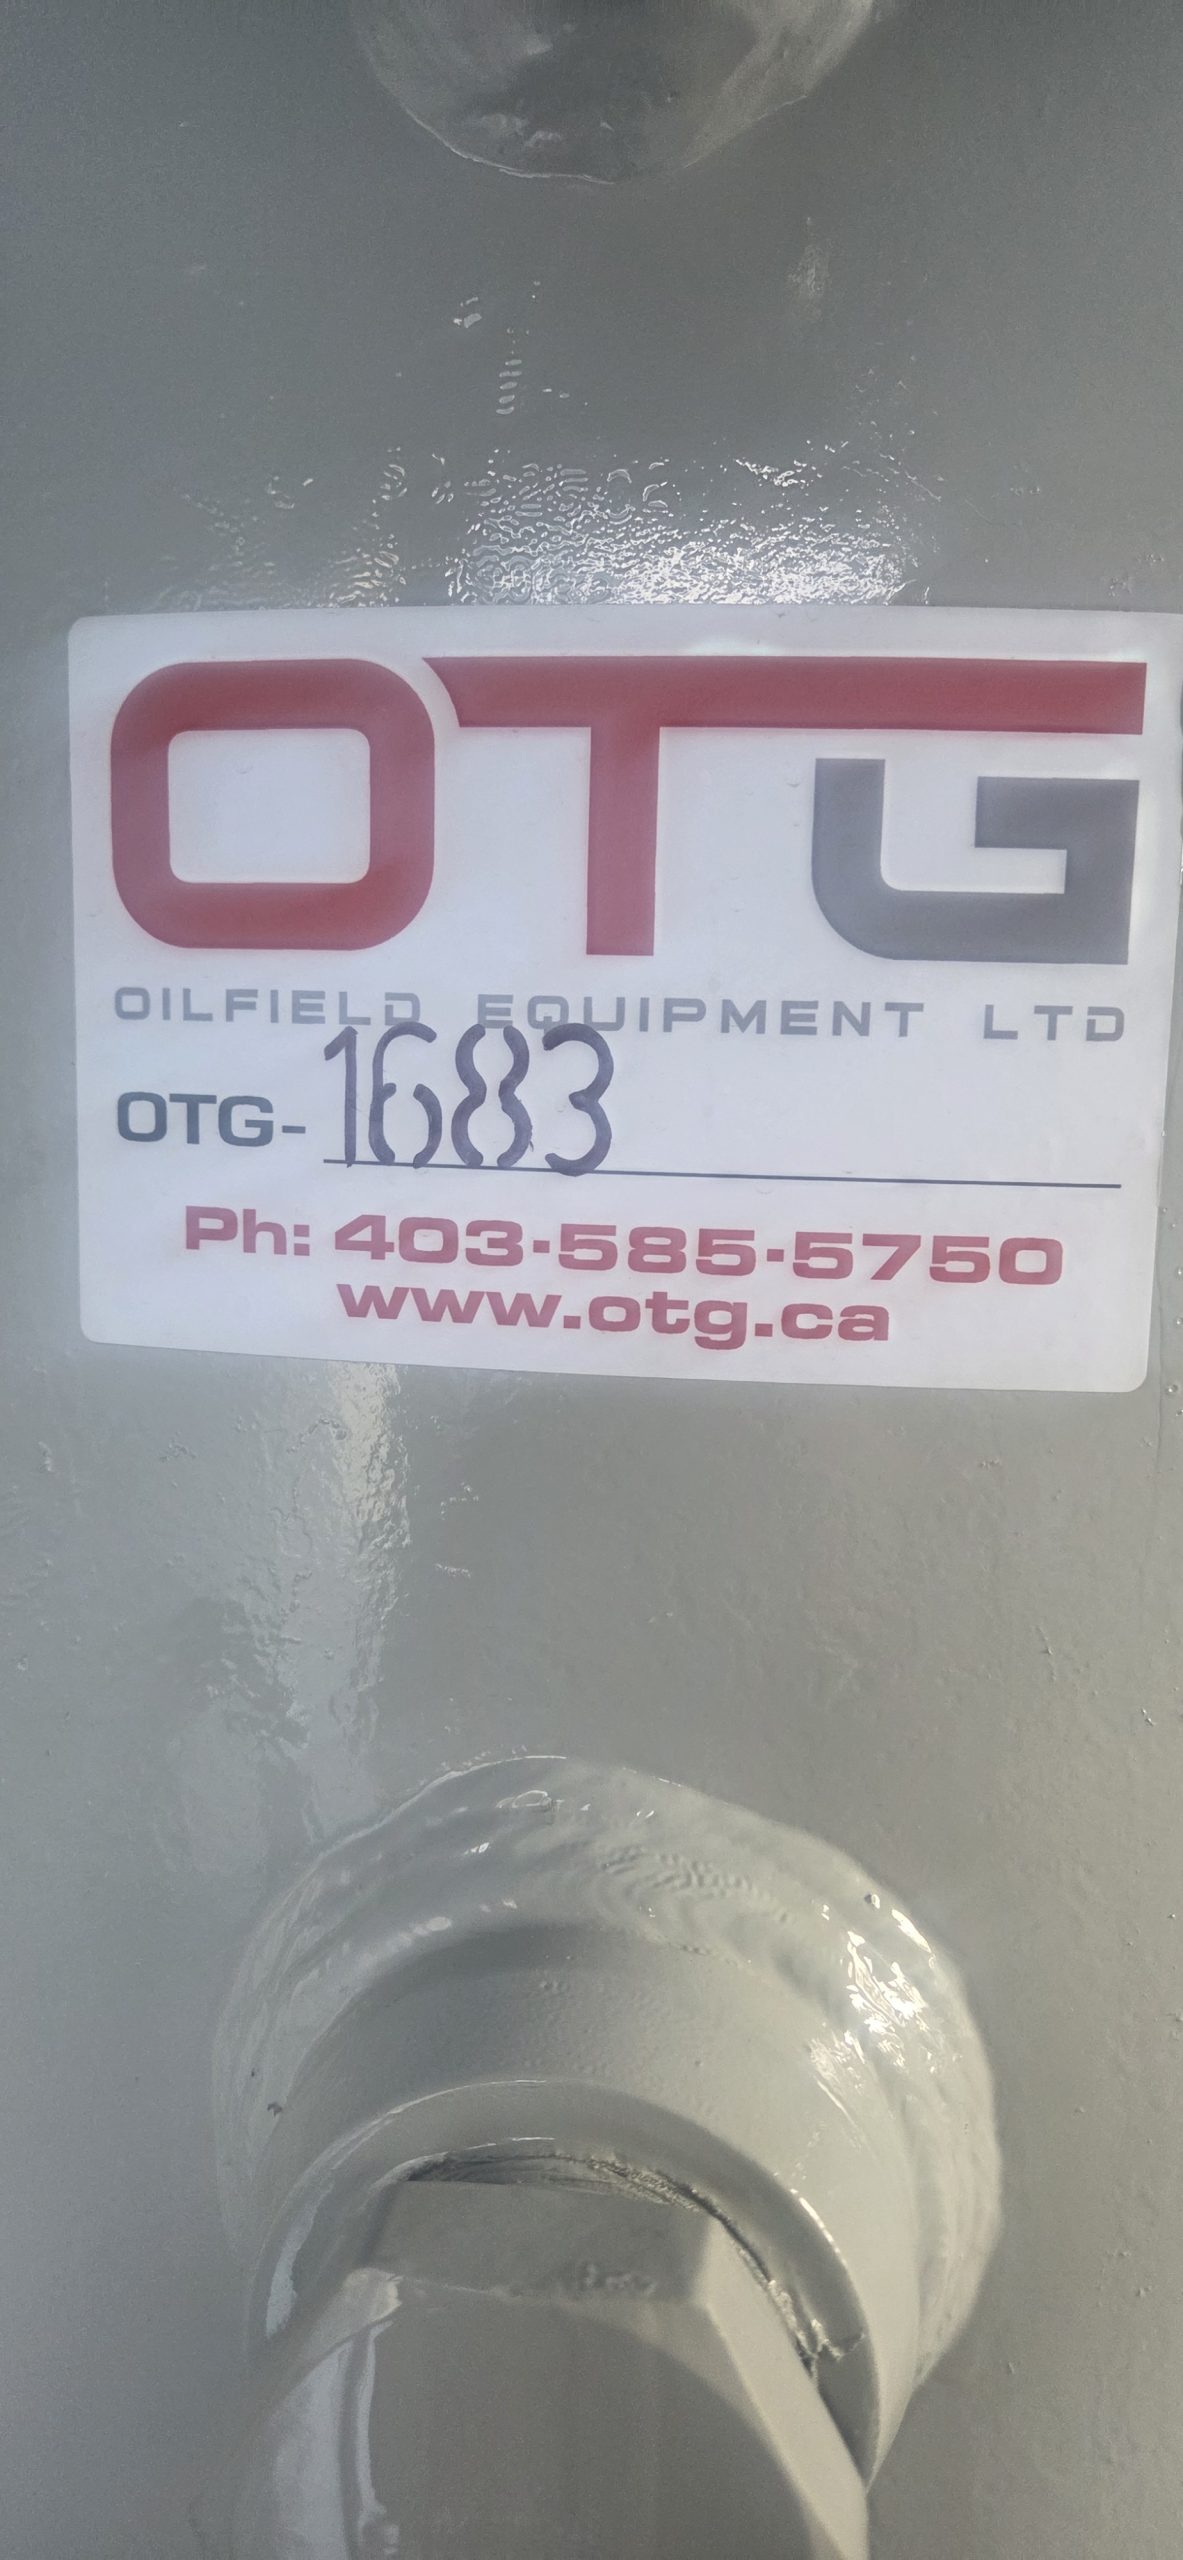 OTG
OILFIELD EQUIPMENT LTD
OTG-1683
Ph: 403-585-5750
www.otg.ca